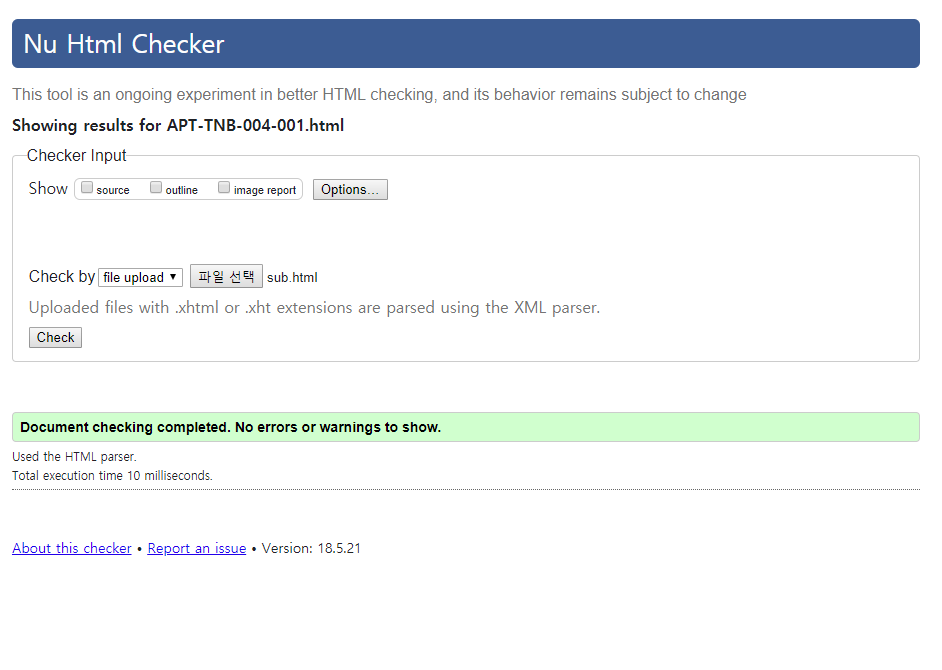 Nu Html Checker
This tool is an ongoing experiment in better HTML checking, and its behavior remains subject to change
Showing results for APT-TNB-004-001.html
Checker Input
Show source outline image report Options...
Check by file upload ▼ 파일 선택 sub.html
Uploaded files with .xhtml or .xht extensions are parsed using the XML parser.
Check
Document checking completed. No errors or warnings to show.
Used the HTML parser.
Total execution time 10 milliseconds.
About this checker • Report an issue • Version: 18.5.21